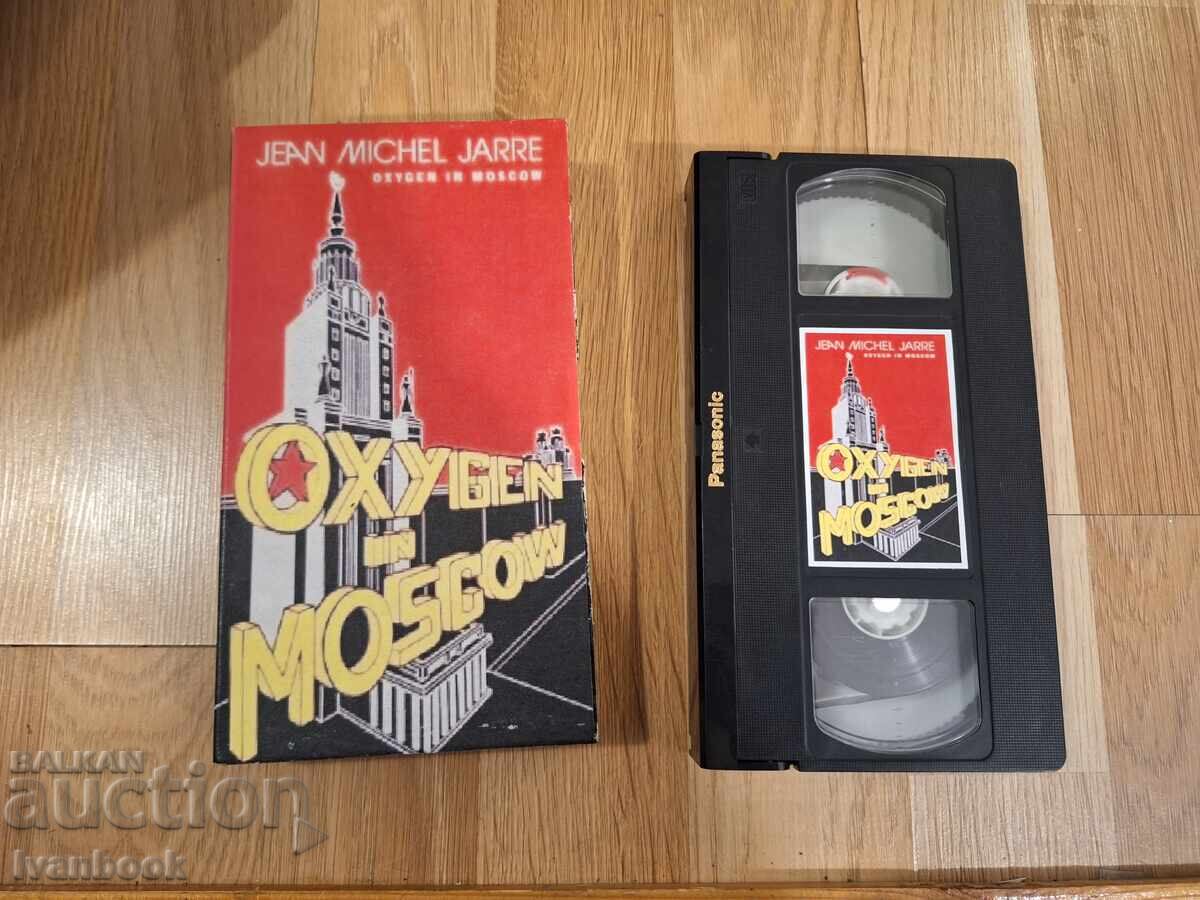 JEAN MICHEL JARRE
OXYGEN IN MOSCOW
OXYGEN
IN
MOSCOW
VHS
Panasonic
JEAN MICHEL JARRE
OXYGEN IN MOSCOW
OXYGEN
IN
MOSCOW
BALKAN
auction
Ivanbook